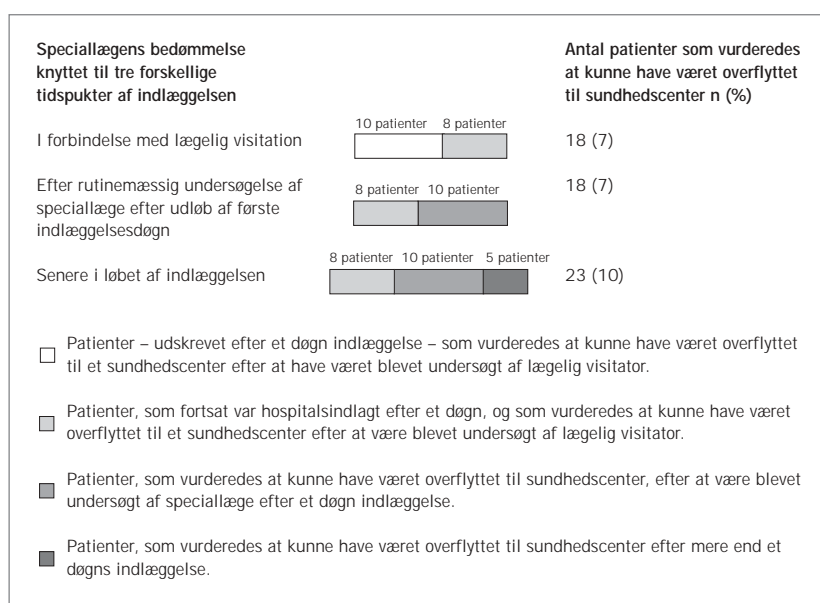 Speciallægens bedømmelse
knyttet til tre forskellige
tidspukter af indlæggelsen
Antal patienter som vurderedes
at kunne have været overflyttet
til sundhedscenter n (%)
10 patienter 8 patienter
I forbindelse med lægelig visitation
18 (7)
Efter rutinemæssig undersøgelse af
speciallæge efter udløb af første
indlæggelsesdøgn
8 patienter 10 patienter
18 (7)
8 patienter 10 patienter 5 patienter
Senere i løbet af indlæggelsen
23 (10)
Patienter – udskrevet efter et døgn indlæggelse – som vurderedes at kunne have været overflyttet
til et sundhedscenter efter at have været blevet undersøgt af lægelig visitator.
Patienter, som fortsat var hospitalsindlagt efter et døgn, og som vurderedes at kunne have været
overflyttet til et sundhedscenter efter at være blevet undersøgt af lægelig visitator.
Patienter, som vurderedes at kunne have været overflyttet til sundhedscenter, efter at være blevet
undersøgt af speciallæge efter et døgn indlæggelse.
Patienter, som vurderedes at kunne have været overflyttet til sundhedscenter efter mere end et
døgns indlæggelse.